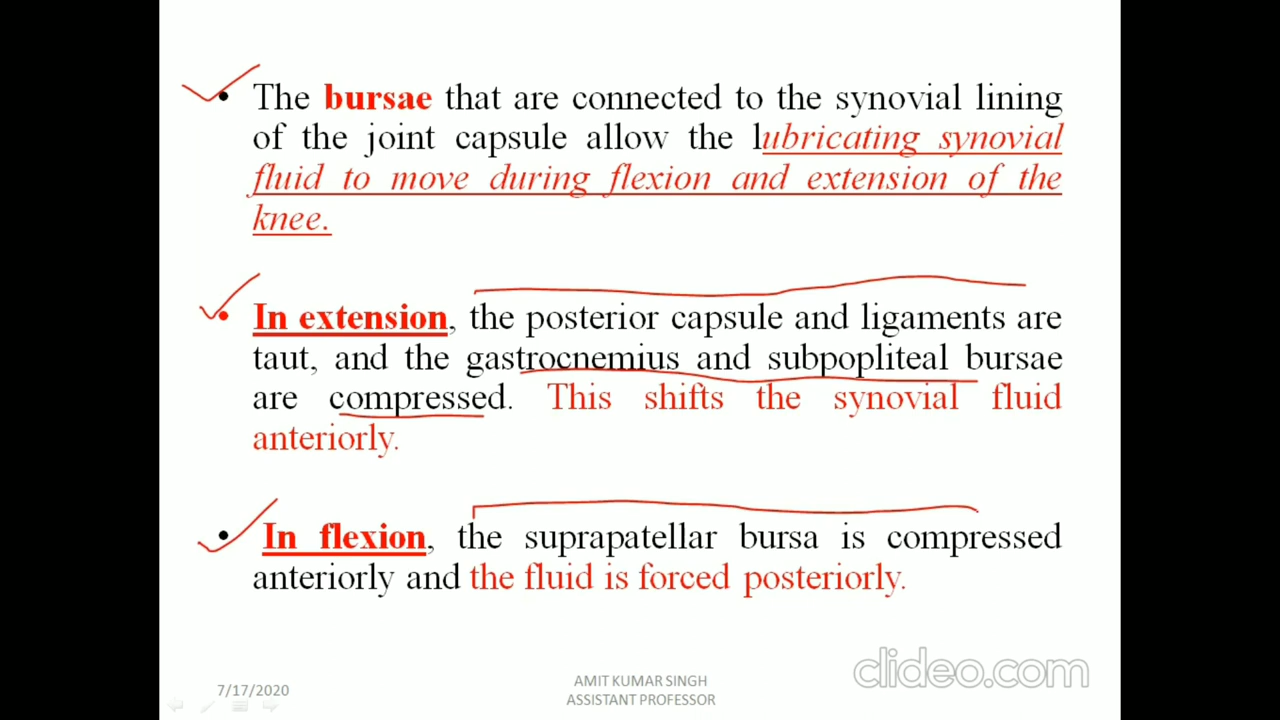 • The bursae that are connected to the synovial lining
of the joint capsule allow the lubricating synovial
fluid to move during flexion and extension of the
knee.
• In extension, the posterior capsule and ligaments are
taut, and the gastrocnemius and subpopliteal bursae
are compressed. This shifts the synovial fluid
anteriorly.
• In flexion, the suprapatellar bursa is compressed
anteriorly and the fluid is forced posteriorly.
clideo.com
7/17/2020
AMIT KUMAR SINGH
ASSISTANT PROFESSOR